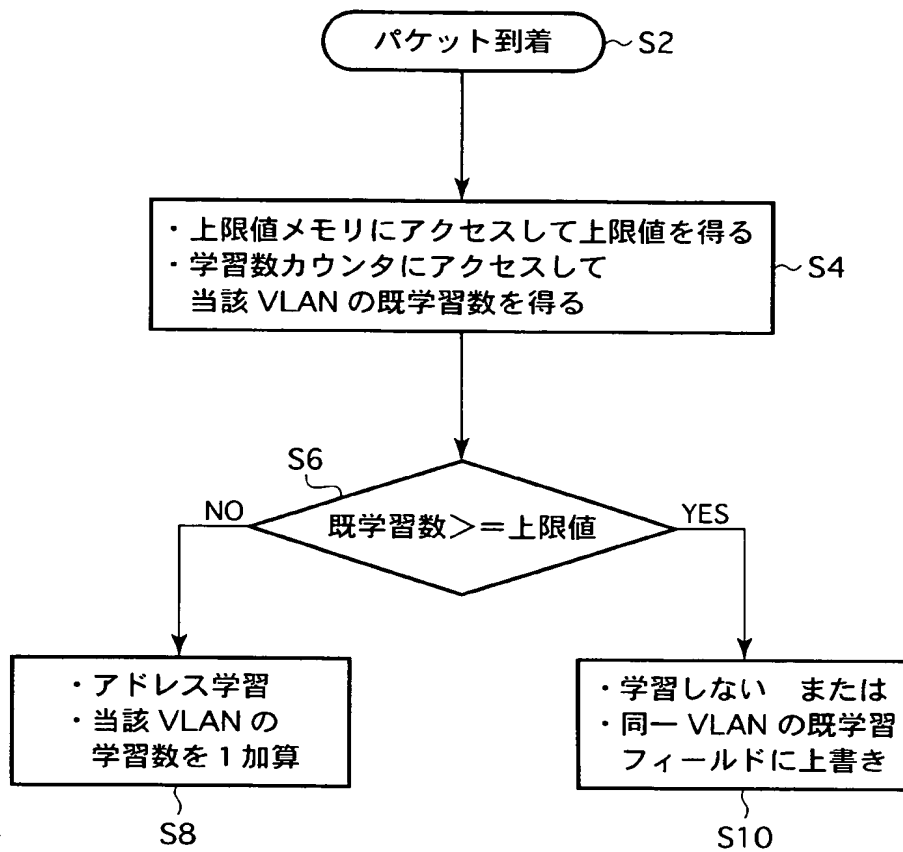 パケット到着
S2
・上限値メモリにアクセスして上限値を得る
・学習数カウンタにアクセスして
当該 VLAN の既学習数を得る
S4
S6
NO
既学習数>=上限値
YES
・アドレス学習
・当該 VLAN の
学習数を1加算
S8
・学習しない または
・同一 VLAN の既学習
フィールドに上書き
S10